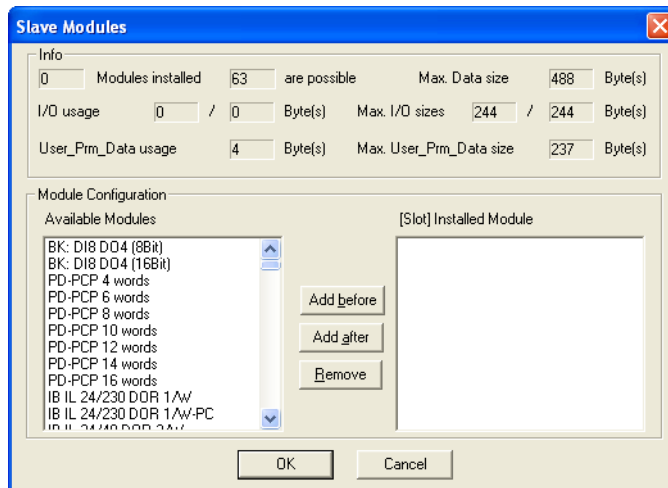 Slave Modules
Info
0 Modules installed 63 are possible Max. Data size 488 Byte(s)
I/O usage 0 / 0 Byte(s) Max. I/O sizes 244 / 244 Byte(s)
User_Prm_Data usage 4 Byte(s) Max. User_Prm_Data size 237 Byte(s)
Module Configuration
Available Modules
[Slot] Installed Module
BK: DI8 DO4 (8Bit)
BK: DI8 DO4 (16Bit)
PD-PCP 4 words
PD-PCP 6 words
PD-PCP 8 words
PD-PCP 10 words
PD-PCP 12 words
PD-PCP 14 words
PD-PCP 16 words
IB IL 24/230 DOR 1/W
IB IL 24/230 DOR 1/W-PC
IB IL 24/48 DOR
Add before
Add after
Remove
OK
Cancel